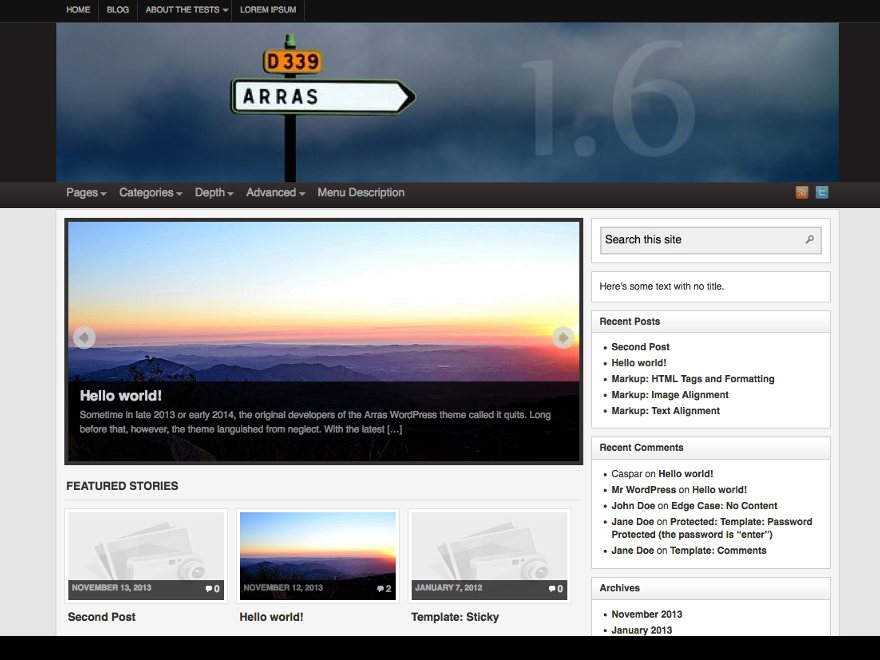 HOME BLOG ABOUT THE TESTS LOREM IPSUM
D 339
ARRAS
1.6
Pages Categories Depth Advanced Menu Description
Hello world!
Sometime in late 2013 or early 2014, the original developers of the Arras WordPress theme called it quits. Long
before that, however, the theme languished from neglect. With the latest […]
FEATURED STORIES
NOVEMBER 13, 2013 0
Second Post
NOVEMBER 12, 2013 2
Hello world!
JANUARY 7, 2012 0
Template: Sticky
Search this site
Here's some text with no title.
Recent Posts
Second Post
Hello world!
Markup: HTML Tags and Formatting
Markup: Image Alignment
Markup: Text Alignment
Recent Comments
Caspar on Hello world!
Mr WordPress on Hello world!
John Doe on Edge Case: No Content
Jane Doe on Protected: Template: Password
Protected (the password is “enter”)
Jane Doe on Template: Comments
Archives
November 2013
January 2013